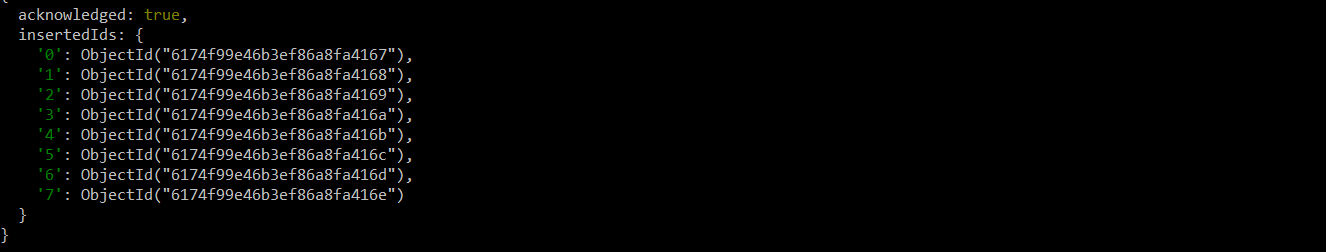 {
  acknowledged: true,
  insertedIds: {
    '0': ObjectId("6174f99e46b3ef86a8fa4167"),
    '1': ObjectId("6174f99e46b3ef86a8fa4168"),
    '2': ObjectId("6174f99e46b3ef86a8fa4169"),
    '3': ObjectId("6174f99e46b3ef86a8fa416a"),
    '4': ObjectId("6174f99e46b3ef86a8fa416b"),
    '5': ObjectId("6174f99e46b3ef86a8fa416c"),
    '6': ObjectId("6174f99e46b3ef86a8fa416d"),
    '7': ObjectId("6174f99e46b3ef86a8fa416e")
  }
}